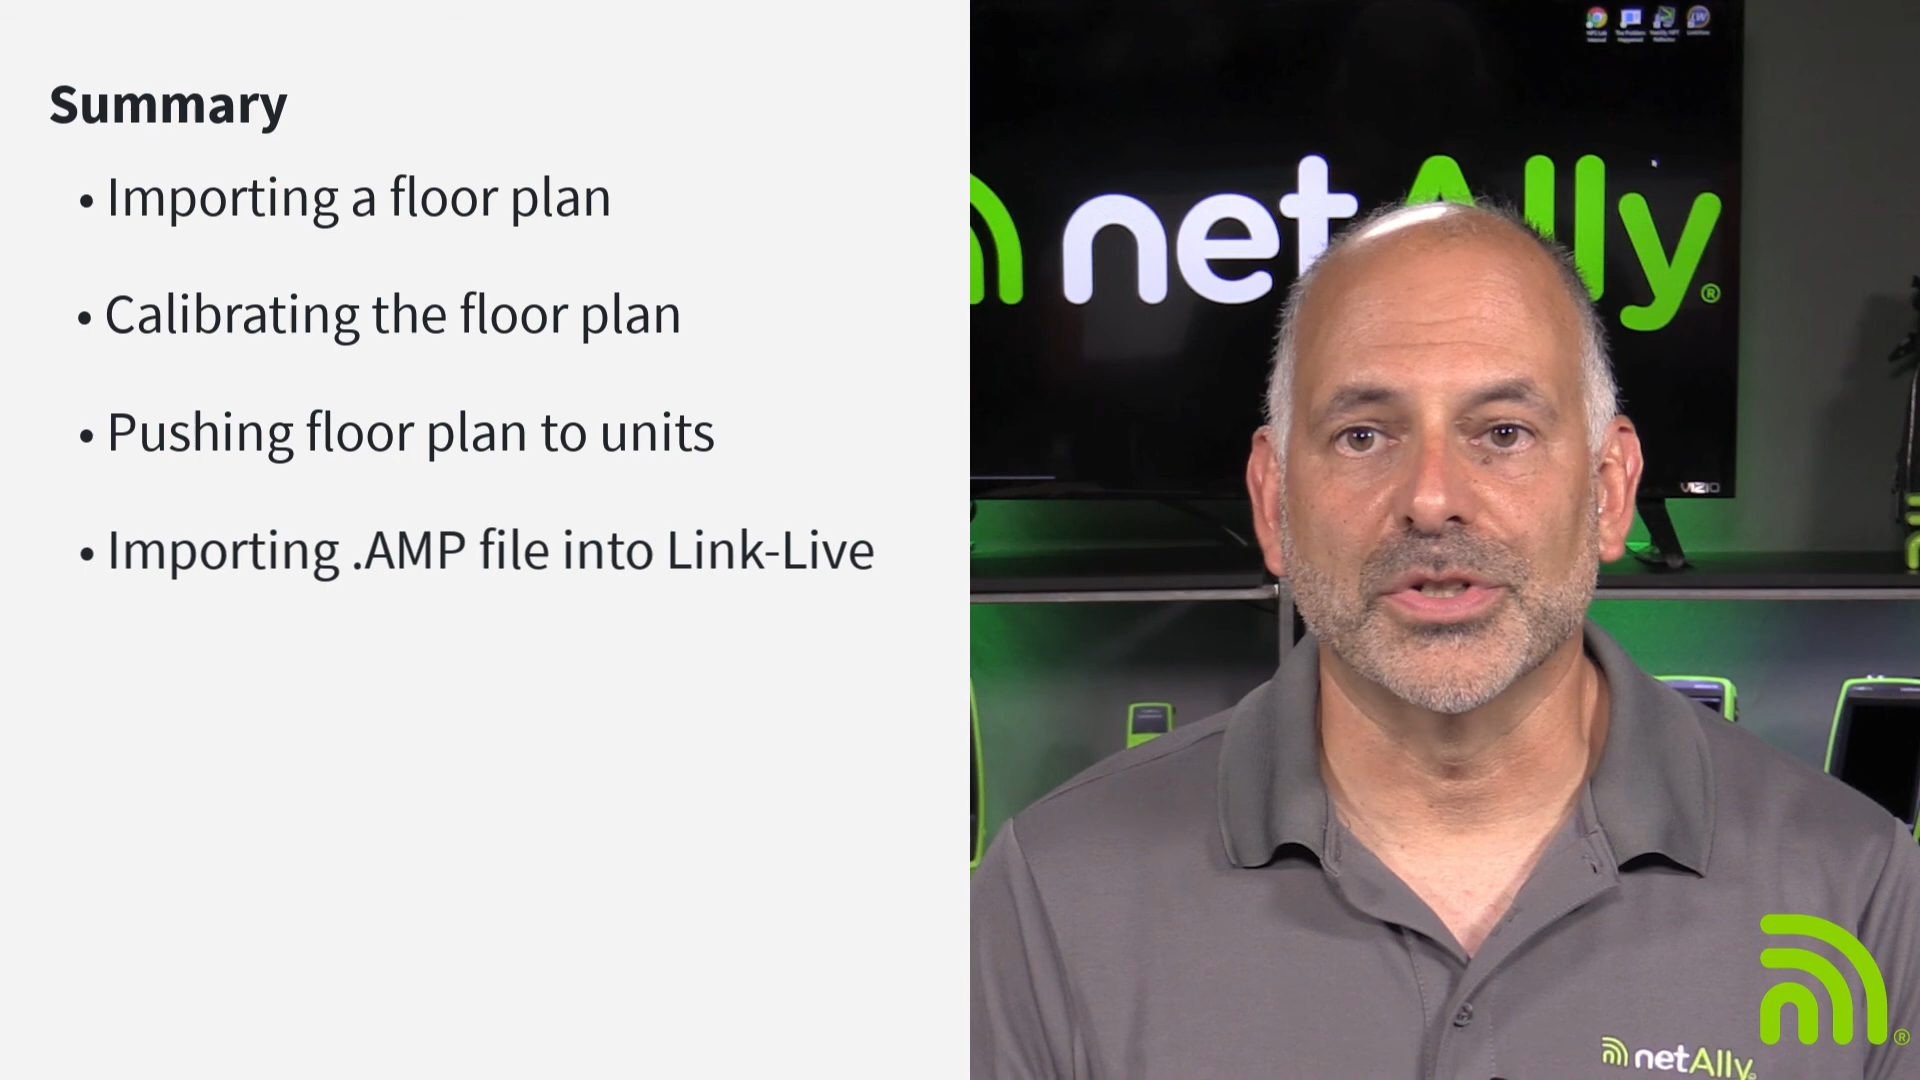 Summary
• Importing a floor plan
• Calibrating the floor plan
• Pushing floor plan to units
• Importing .AMP file into Link-Live
netAlly®
VIZIO
netAlly
®